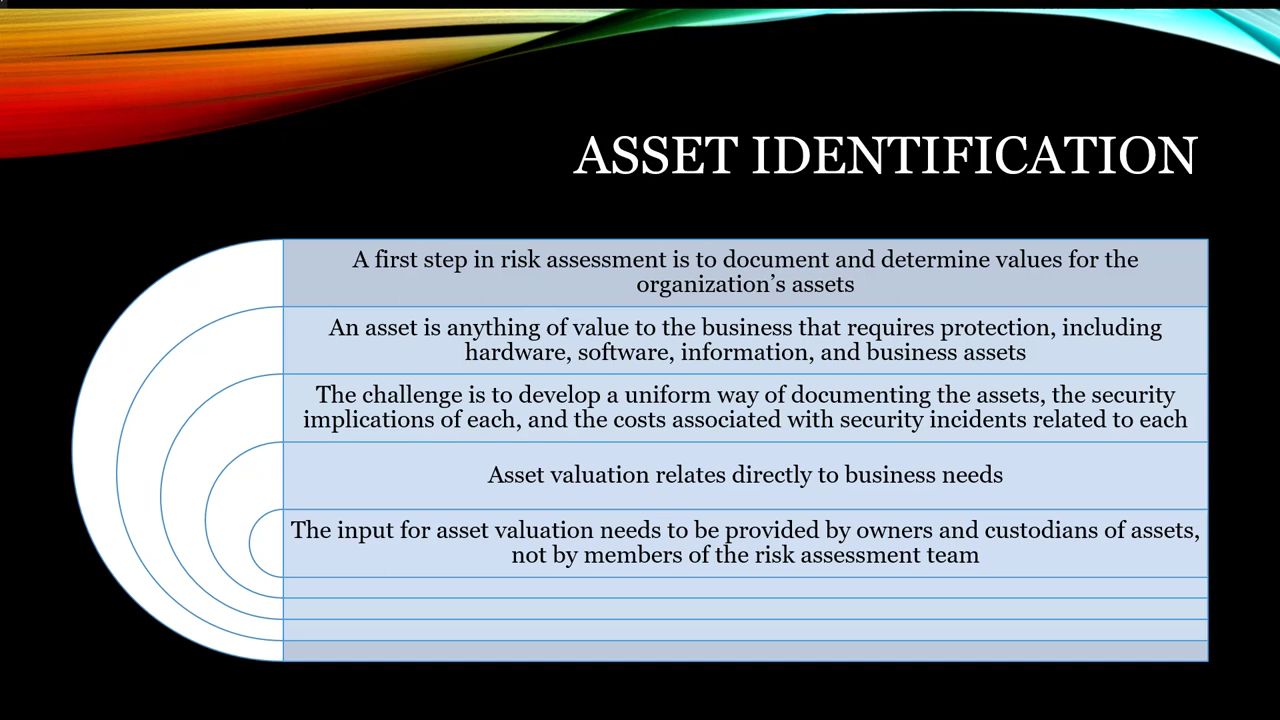 ASSET IDENTIFICATION
A first step in risk assessment is to document and determine values for the
organization’s assets
An asset is anything of value to the business that requires protection, including
hardware, software, information, and business assets
The challenge is to develop a uniform way of documenting the assets, the security
implications of each, and the costs associated with security incidents related to each
Asset valuation relates directly to business needs
The input for asset valuation needs to be provided by owners and custodians of assets,
not by members of the risk assessment team